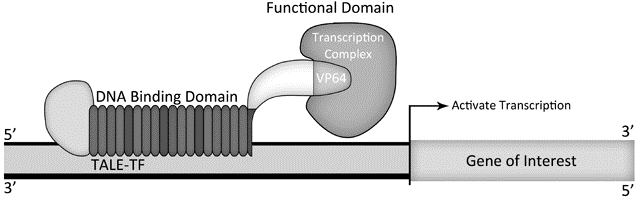 Functional Domain
Transcription
Complex
VP64
DNA Binding Domain
Activate Transcription
5’
3’
TALE-TF
Gene of Interest
3’
5’